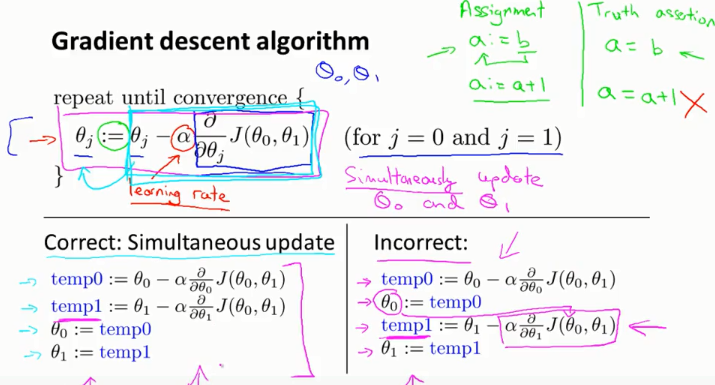 Assignment
Truth assertion
Gradient descent algorithm
a := b
a = b
θ₀, θ₁
a := a+1
a = a+1
repeat until convergence {
θⱼ := θⱼ − α ∂/∂θⱼ J(θ₀, θ₁) (for j = 0 and j = 1)
}
learning rate
Simultaneously update
θ₀ and θ₁
Correct: Simultaneous update
temp0 := θ₀ − α ∂/∂θ₀ J(θ₀, θ₁)
temp1 := θ₁ − α ∂/∂θ₁ J(θ₀, θ₁)
θ₀ := temp0
θ₁ := temp1
Incorrect:
temp0 := θ₀ − α ∂/∂θ₀ J(θ₀, θ₁)
θ₀ := temp0
temp1 := θ₁ − α ∂/∂θ₁ J(θ₀, θ₁)
θ₁ := temp1